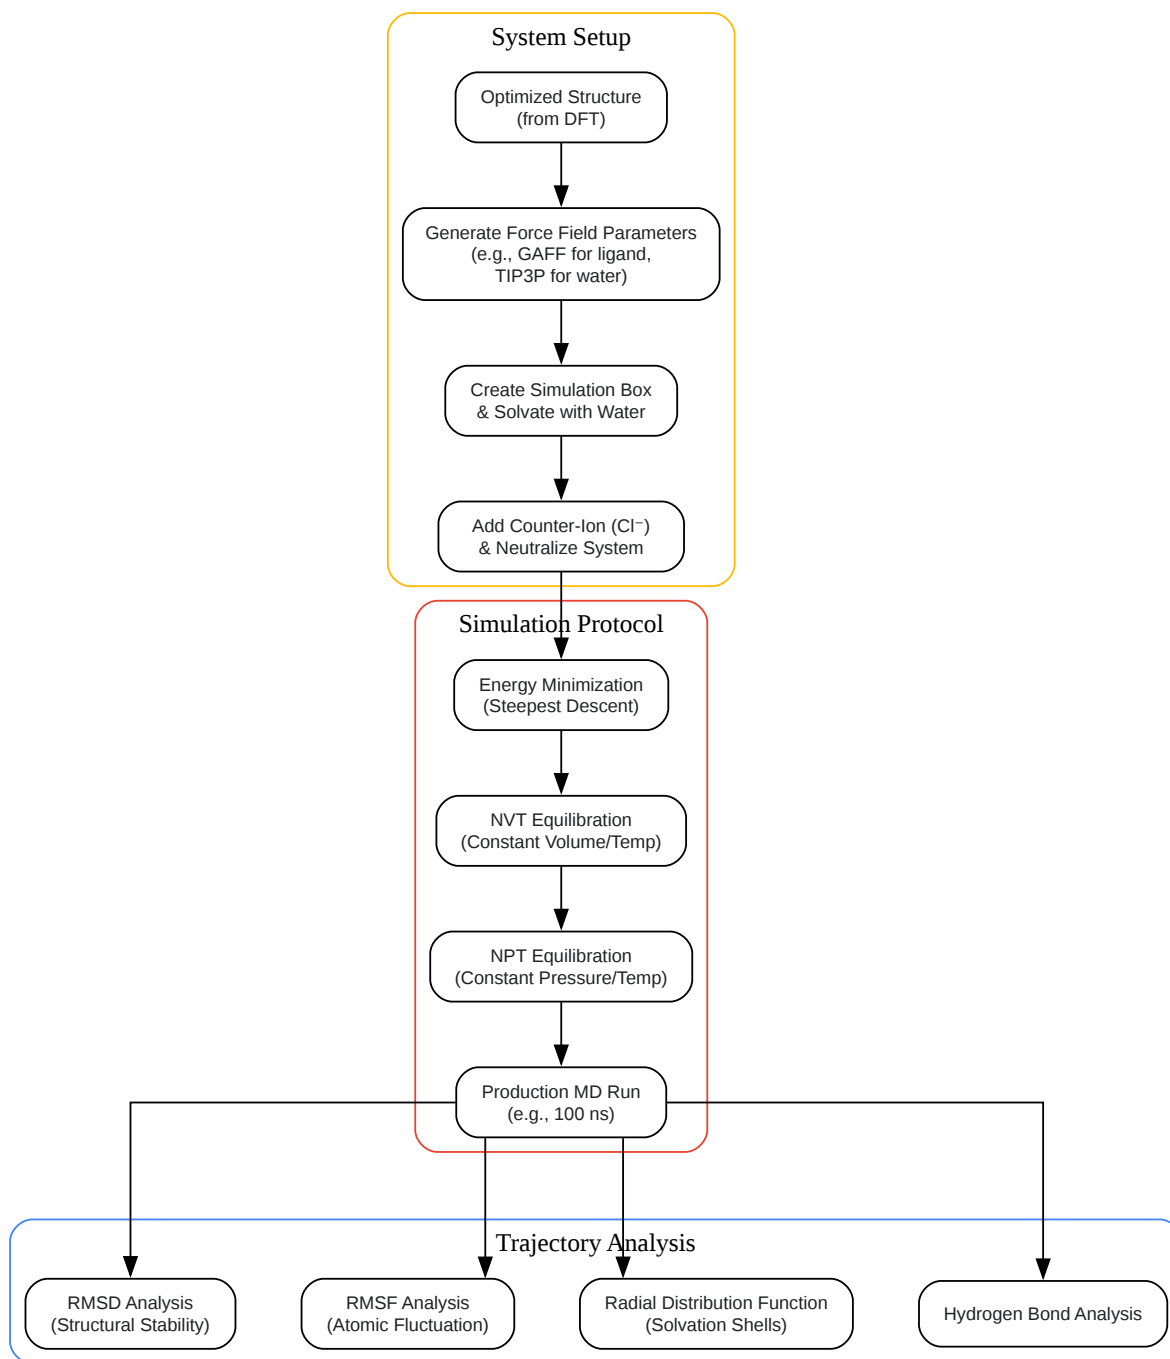 System Setup
Optimized Structure
(from DFT)
Generate Force Field Parameters
(e.g., GAFF for ligand,
TIP3P for water)
Create Simulation Box
& Solvate with Water
Add Counter-Ion (Cl⁻)
& Neutralize System
Simulation Protocol
Energy Minimization
(Steepest Descent)
NVT Equilibration
(Constant Volume/Temp)
NPT Equilibration
(Constant Pressure/Temp)
Production MD Run
(e.g., 100 ns)
Trajectory Analysis
RMSD Analysis
(Structural Stability)
RMSF Analysis
(Atomic Fluctuation)
Radial Distribution Function
(Solvation Shells)
Hydrogen Bond Analysis